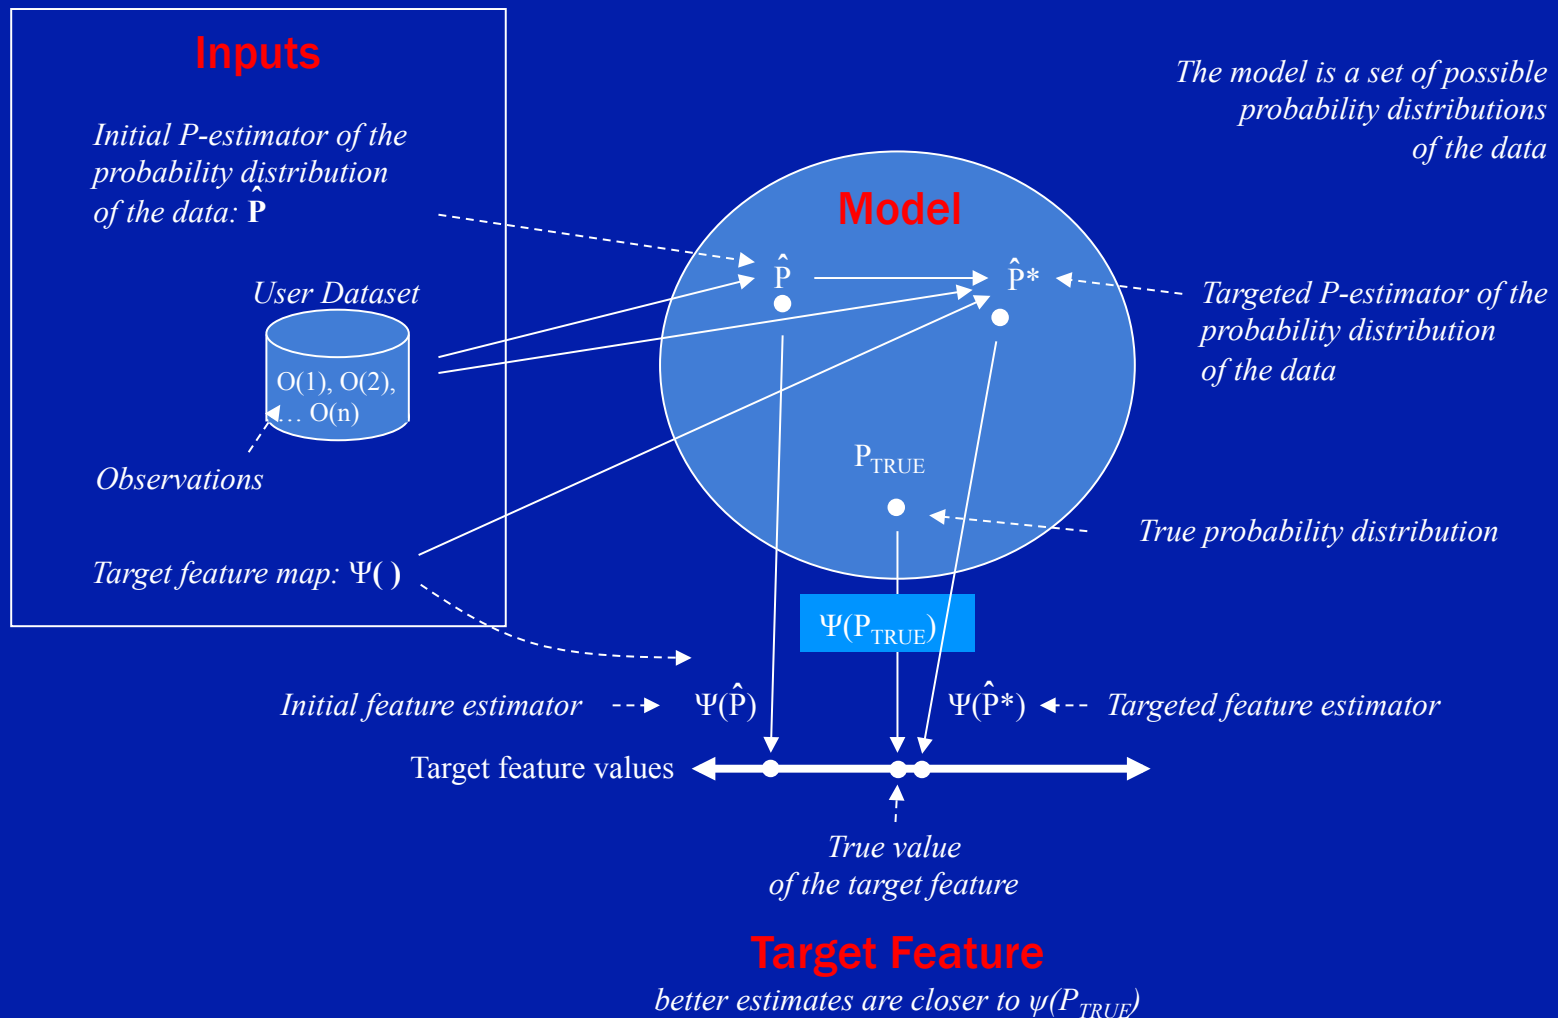 Inputs
Initial P-estimator of the
probability distribution
of the data: P̂
User Dataset
O(1), O(2),
… O(n)
Observations
Target feature map: Ψ( )
The model is a set of possible
probability distributions
of the data
Model
P̂
P̂*
Targeted P-estimator of the
probability distribution
of the data
P_TRUE
True probability distribution
Ψ(P_TRUE)
Initial feature estimator
Ψ(P̂)
Ψ(P̂*)
Targeted feature estimator
Target feature values
True value
of the target feature
Target Feature
better estimates are closer to ψ(P_TRUE)